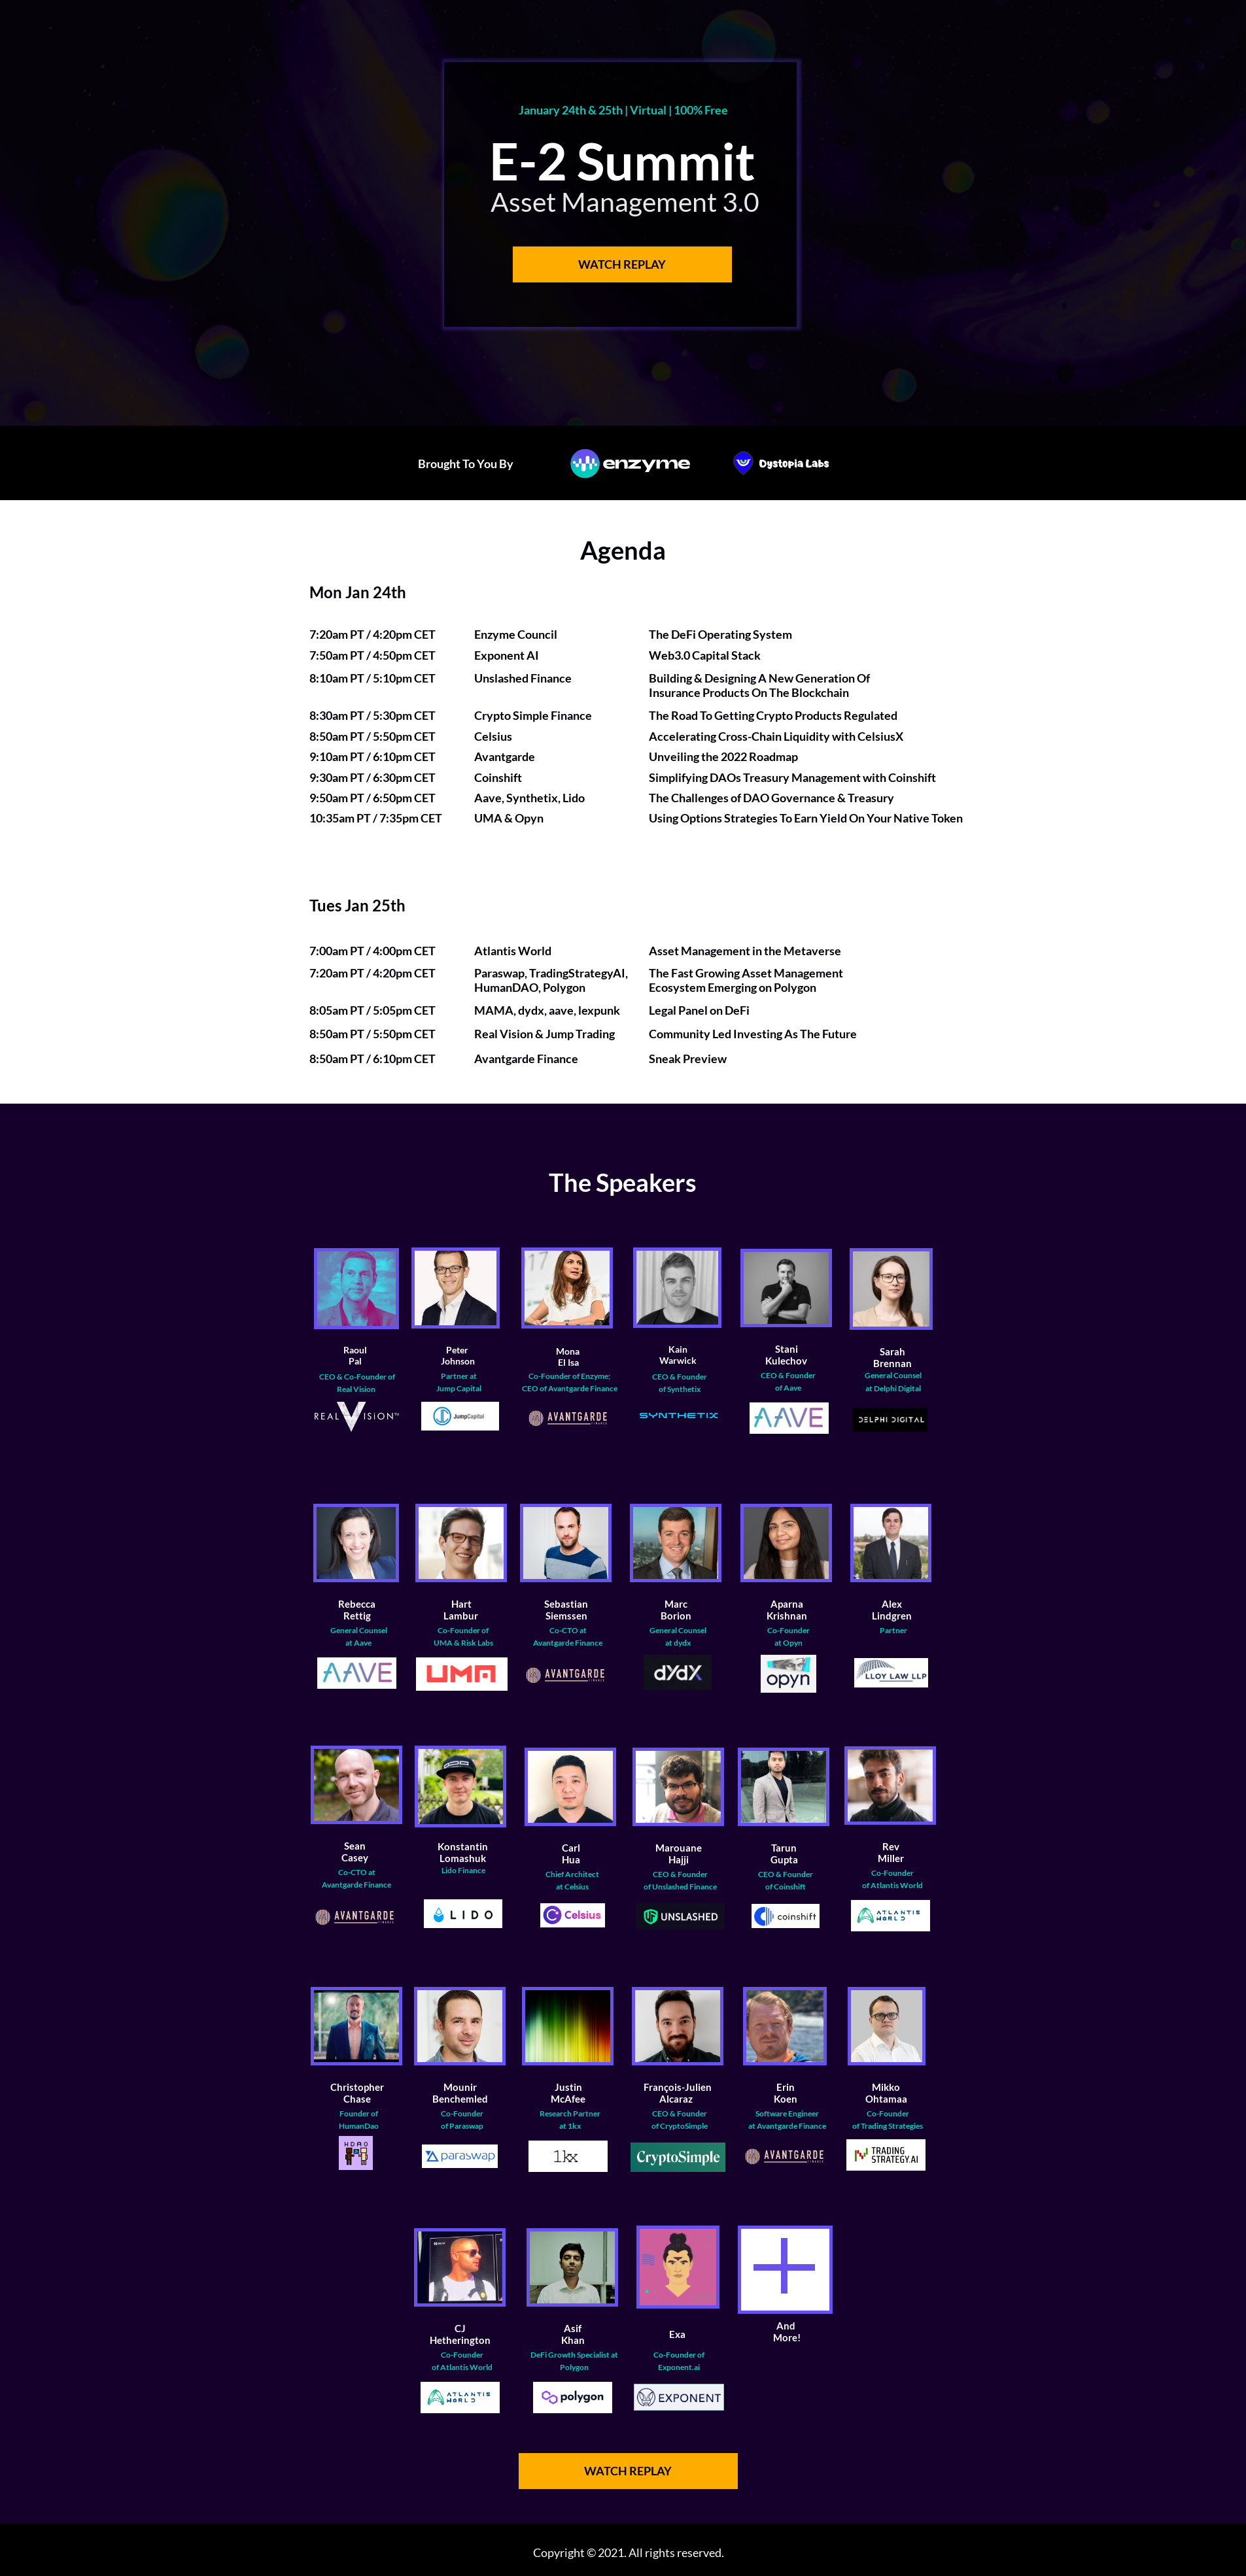 January 24th & 25th | Virtual | 100% Free
E-2 Summit
Asset Management 3.0
WATCH REPLAY
Brought To You By
enzyme
Dystopia Labs
Agenda
Mon Jan 24th
7:20am PT / 4:20pm CET Enzyme Council The DeFi Operating System
7:50am PT / 4:50pm CET Exponent AI Web3.0 Capital Stack
8:10am PT / 5:10pm CET Unslashed Finance Building & Designing A New Generation Of
Insurance Products On The Blockchain
8:30am PT / 5:30pm CET Crypto Simple Finance The Road To Getting Crypto Products Regulated
8:50am PT / 5:50pm CET Celsius Accelerating Cross-Chain Liquidity with CelsiusX
9:10am PT / 6:10pm CET Avantgarde Unveiling the 2022 Roadmap
9:30am PT / 6:30pm CET Coinshift Simplifying DAOs Treasury Management with Coinshift
9:50am PT / 6:50pm CET Aave, Synthetix, Lido The Challenges of DAO Governance & Treasury
10:35am PT / 7:35pm CET UMA & Opyn Using Options Strategies To Earn Yield On Your Native Token
Tues Jan 25th
7:00am PT / 4:00pm CET Atlantis World Asset Management in the Metaverse
7:20am PT / 4:20pm CET Paraswap, TradingStrategyAI, The Fast Growing Asset Management
HumanDAO, Polygon Ecosystem Emerging on Polygon
8:05am PT / 5:05pm CET MAMA, dydx, aave, lexpunk Legal Panel on DeFi
8:50am PT / 5:50pm CET Real Vision & Jump Trading Community Led Investing As The Future
8:50am PT / 6:10pm CET Avantgarde Finance Sneak Preview
The Speakers
17
Raoul
Pal
CEO & Co-Founder of
Real Vision
REAL VISION™
Peter
Johnson
Partner at
Jump Capital
JumpCapital
Mona
El Isa
Co-Founder of Enzyme;
CEO of Avantgarde Finance
AVANTGARDE
FINANCE
Kain
Warwick
CEO & Founder
of Synthetix
SYNTHETIX
Stani
Kulechov
CEO & Founder
of Aave
AAVE
Sarah
Brennan
General Counsel
at Delphi Digital
DELPHI DIGITAL
Rebecca
Rettig
General Counsel
at Aave
AAVE
Hart
Lambur
Co-Founder of
UMA & Risk Labs
UMA
Sebastian
Siemssen
Co-CTO at
Avantgarde Finance
AVANTGARDE
FINANCE
Marc
Borion
General Counsel
at dydx
dYdX
Aparna
Krishnan
Co-Founder
at Opyn
opyn
Alex
Lindgren
Partner
LLOY LAW LLP
Sean
Casey
Co-CTO at
Avantgarde Finance
AVANTGARDE
FINANCE
Konstantin
Lomashuk
Lido Finance
LIDO
Carl
Hua
Chief Architect
at Celsius
Celsius
Marouane
Hajji
CEO & Founder
of Unslashed Finance
UNSLASHED
Tarun
Gupta
CEO & Founder
of Coinshift
coinshift
Rev
Miller
Co-Founder
of Atlantis World
ATLANTIS
WORLD
Christopher
Chase
Founder of
HumanDao
HDAO
Mounir
Benchemled
Co-Founder
of Paraswap
paraswap
Justin
McAfee
Research Partner
at 1kx
1kx
François-Julien
Alcaraz
CEO & Founder
of CryptoSimple
CryptoSimple
Erin
Koen
Software Engineer
at Avantgarde Finance
AVANTGARDE
FINANCE
Mikko
Ohtamaa
Co-Founder
of Trading Strategies
TRADING
STRATEGY.AI
CJ
Hetherington
Co-Founder
of Atlantis World
ATLANTIS
WORLD
Asif
Khan
DeFi Growth Specialist at
Polygon
polygon
Exa
Co-Founder of
Exponent.ai
EXPONENT
And
More!
WATCH REPLAY
Copyright © 2021. All rights reserved.